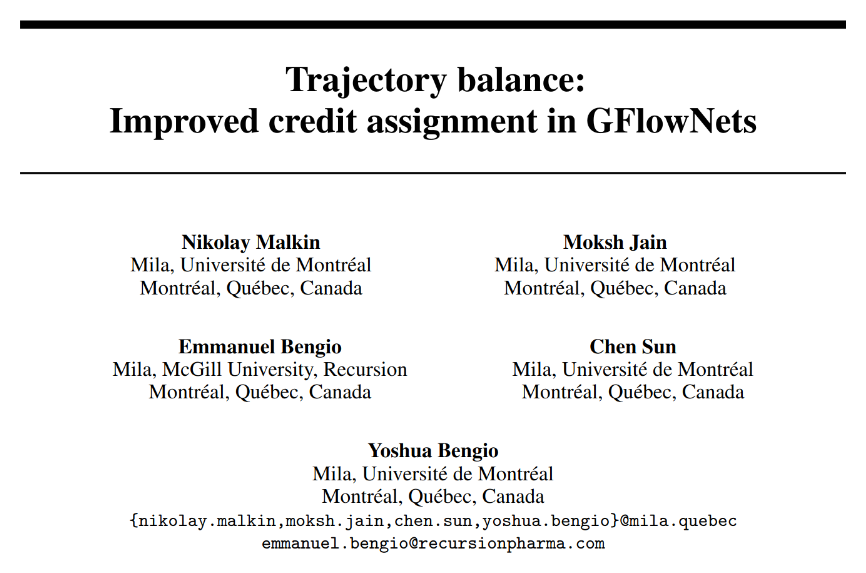 Trajectory balance:
Improved credit assignment in GFlowNets
Nikolay Malkin
Mila, Université de Montréal
Montréal, Québec, Canada
Moksh Jain
Mila, Université de Montréal
Montréal, Québec, Canada
Emmanuel Bengio
Mila, McGill University, Recursion
Montréal, Québec, Canada
Chen Sun
Mila, Université de Montréal
Montréal, Québec, Canada
Yoshua Bengio
Mila, Université de Montréal
Montréal, Québec, Canada
{nikolay.malkin,moksh.jain,chen.sun,yoshua.bengio}@mila.quebec
emmanuel.bengio@recursionpharma.com